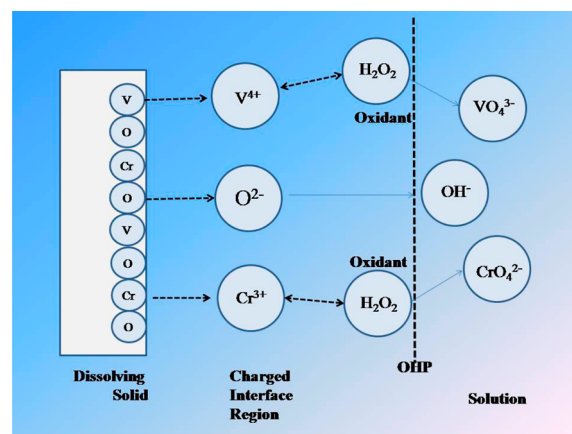 H₂O₂
V
V⁴⁺
Oxidant
VO₄³⁻
O
Cr
O
O²⁻
OH⁻
V
O
Oxidant
CrO₄²⁻
Cr
Cr³⁺
H₂O₂
O
OHP
Dissolving
Solid
Charged
Interface
Region
Solution